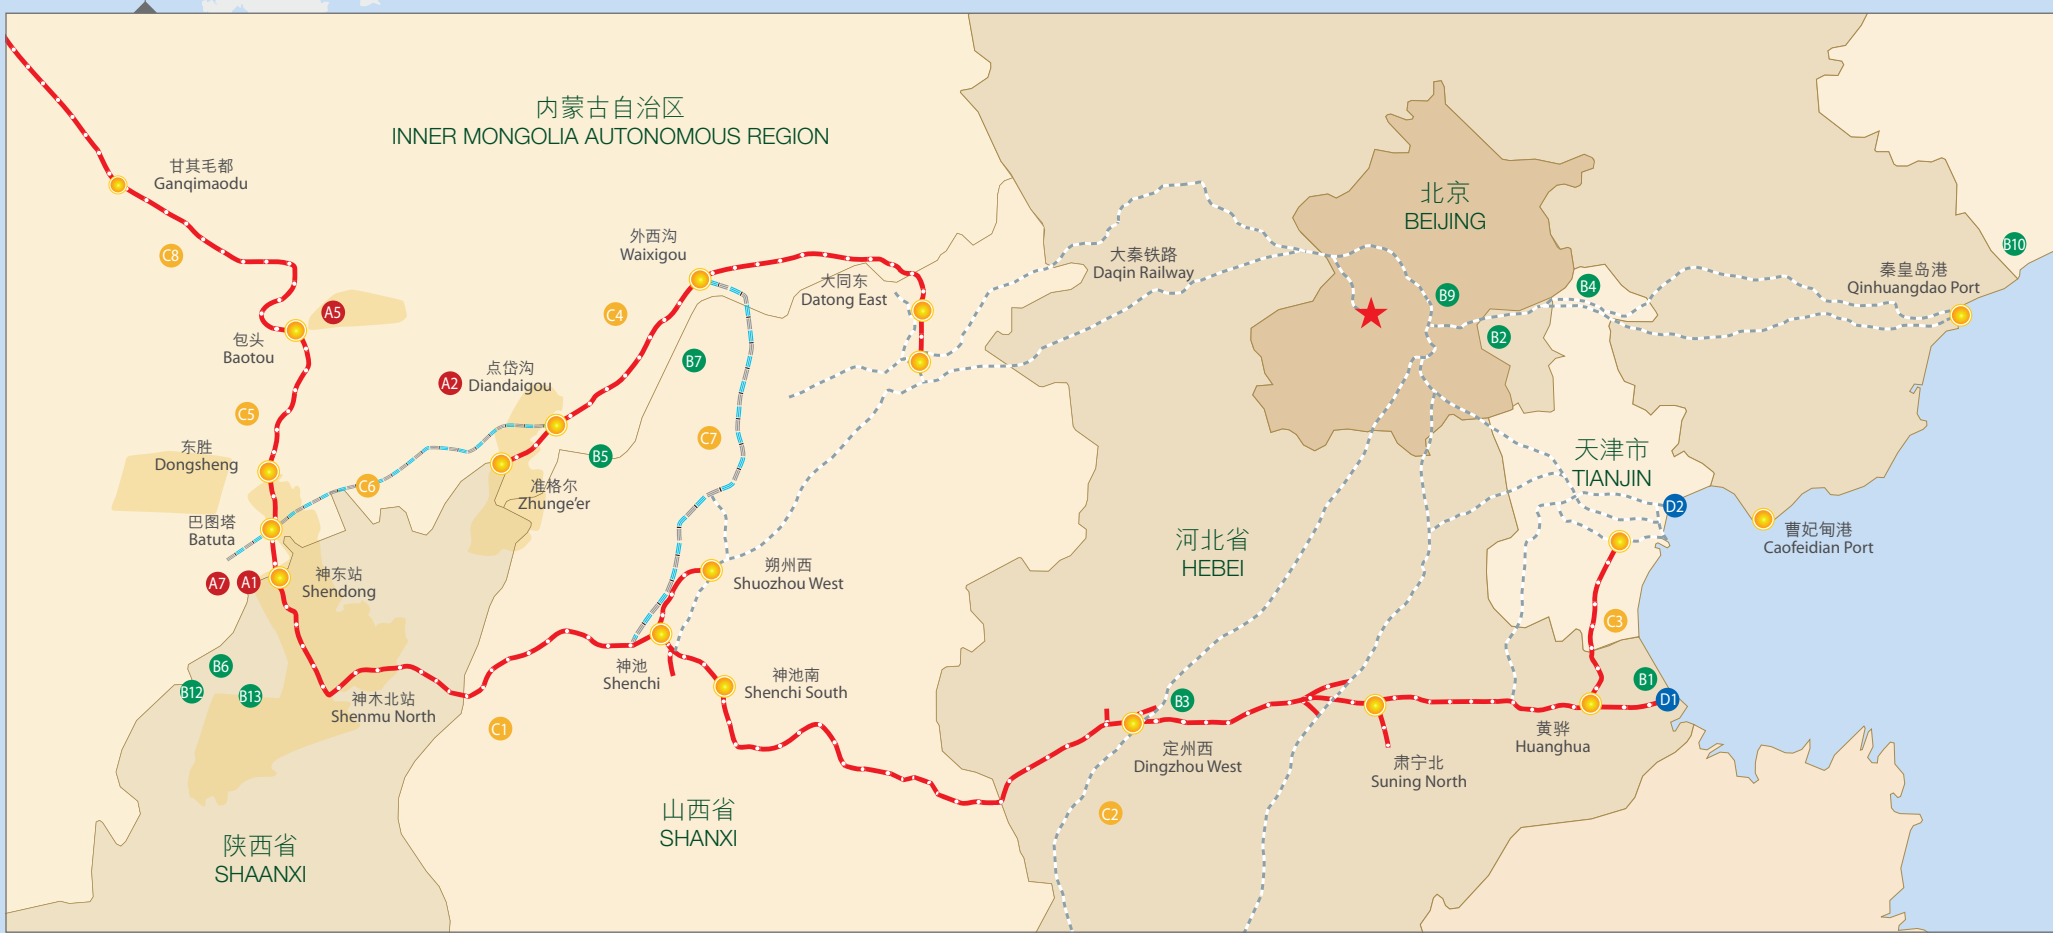 内蒙古自治区
INNER MONGOLIA AUTONOMOUS REGION
甘其毛都
Ganqimaodu
C8
外西沟
Waixigou
大同东
Datong East
大秦铁路
Daqin Railway
北京
BEIJING
B10
秦皇岛港
Qinhuangdao Port
B4
B9
B2
A5
C4
包头
Baotou
B7
A2
点岱沟
Diandaigou
C5
C7
东胜
Dongsheng
B5
C6
准格尔
Zhunge'er
天津市
TIANJIN
D2
巴图塔
Batuta
曹妃甸港
Caofeidian Port
河北省
HEBEI
A7
A1
神东站
Shendong
朔州西
Shuozhou West
C3
B6
B12
B13
神木北站
Shenmu North
神池
Shenchi
神池南
Shenchi South
C1
B3
B1
D1
定州西
Dingzhou West
肃宁北
Suning North
黄骅
Huanghua
C2
山西省
SHANXI
陕西省
SHAANXI